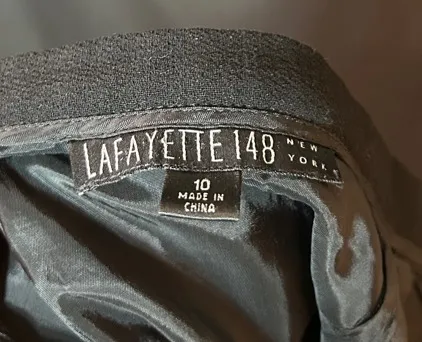 LAFAYETTE 148 NEW YORK
10
MADE IN
CHINA